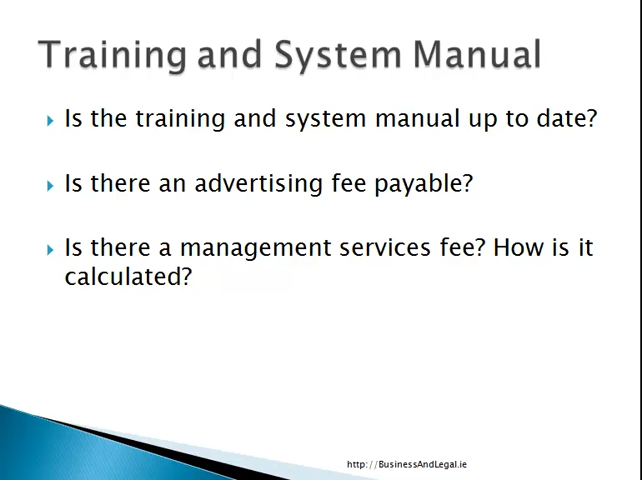 Training and System Manual
Is the training and system manual up to date?
Is there an advertising fee payable?
Is there a management services fee? How is it
calculated?
http://BusinessAndLegal.ie